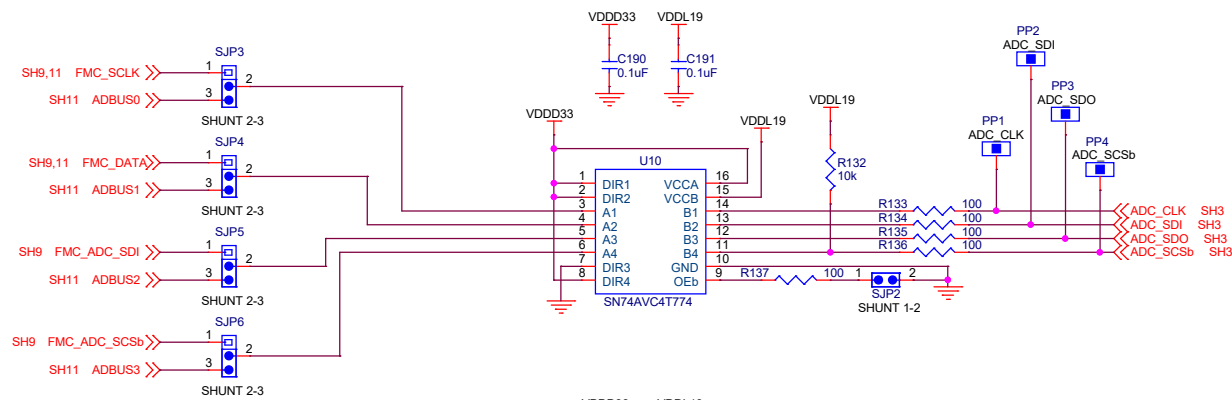 VDDD33 VDDL19
C190 0.1uF
C191 0.1uF
SJP3
SH9,11 FMC_SCLK 1
2
SH11 ADBUS0 3
SHUNT 2-3
SJP4
SH9,11 FMC_DATA 1
2
SH11 ADBUS1 3
SHUNT 2-3
SJP5
SH9 FMC_ADC_SDI 1
2
SH11 ADBUS2 3
SHUNT 2-3
SJP6
SH9 FMC_ADC_SCSb 1
2
SH11 ADBUS3 3
SHUNT 2-3
VDDD33
VDDL19
VDDL19
R132
10k
U10
1 DIR1 VCCA 16
2 DIR2 VCCB 15
3 A1 B1 14
4 A2 B2 13
5 A3 B3 12
6 A4 B4 11
7 DIR3 GND 10
8 DIR4 OEb 9
SN74AVC4T774
PP2
ADC_SDI
PP3
ADC_SDO
PP1
ADC_CLK
PP4
ADC_SCSb
R133 100 ADC_CLK SH3
R134 100 ADC_SDI SH3
R135 100 ADC_SDO SH3
R136 100 ADC_SCSb SH3
R137 100 1 2
SJP2
SHUNT 1-2